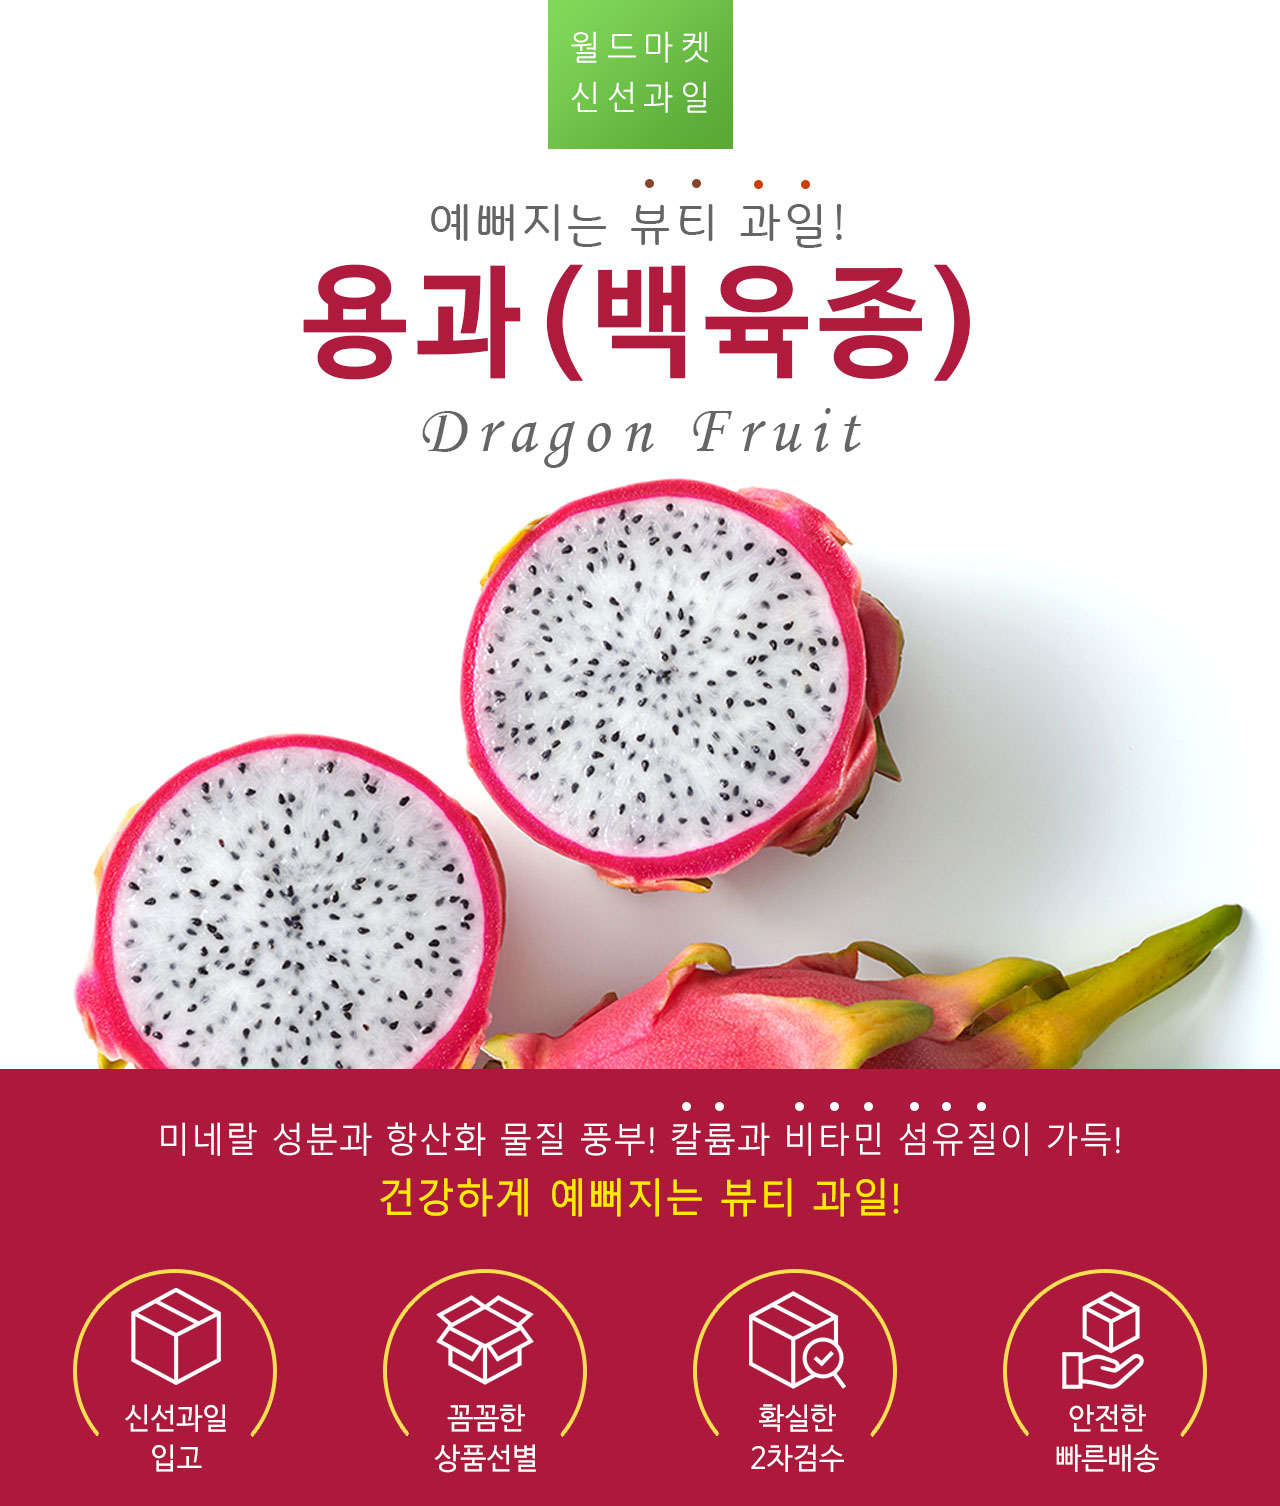 월드마켓
신선과일
예뻐지는 뷰티 과일!
용과(백육종)
Dragon Fruit
미네랄 성분과 항산화 물질 풍부! 칼륨과 비타민 섬유질이 가득!
건강하게 예뻐지는 뷰티 과일!
신선과일
입고
꼼꼼한
상품선별
확실한
2차검수
안전한
빠른배송